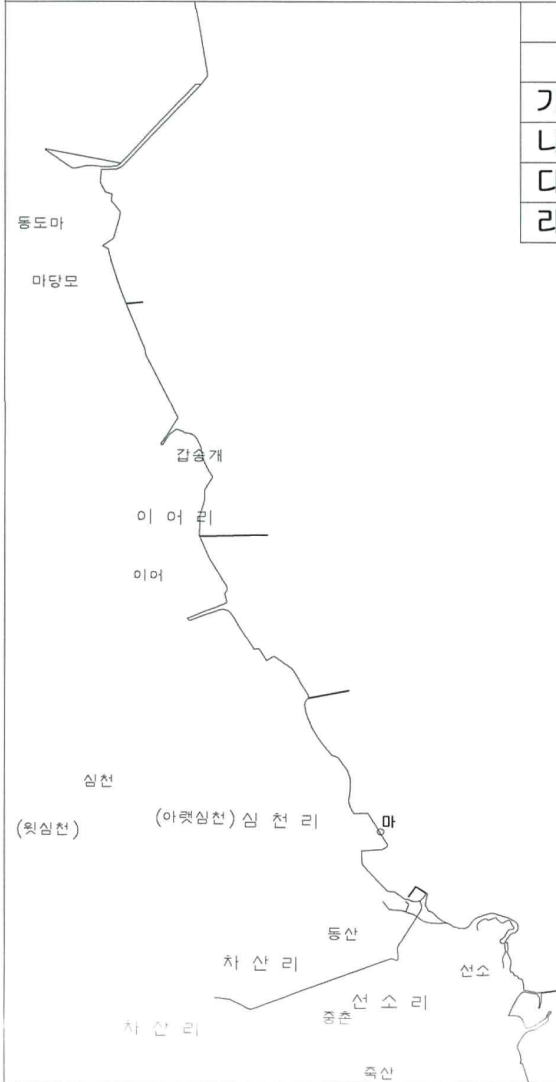 가
나
다
라
동도마
마당모
갑송개
이 어 리
이어
심천
(윗심천)
(아랫심천) 심 천 리
마
동산
차 산 리
선소
선 소 리
중촌
차 산 리
죽산